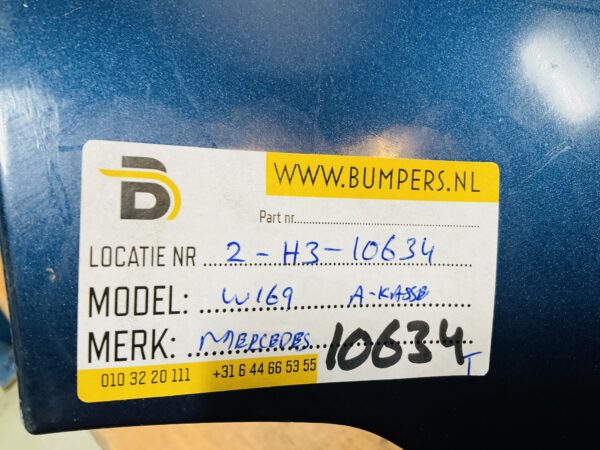 B
WWW.BUMPERS.NL
Part nr.
LOCATIE NR 2-H3-10634
MODEL: W169 A-KASSE
MERK: MERCEDES 10634 T
010 32 20 111 +31 6 44 66 53 55